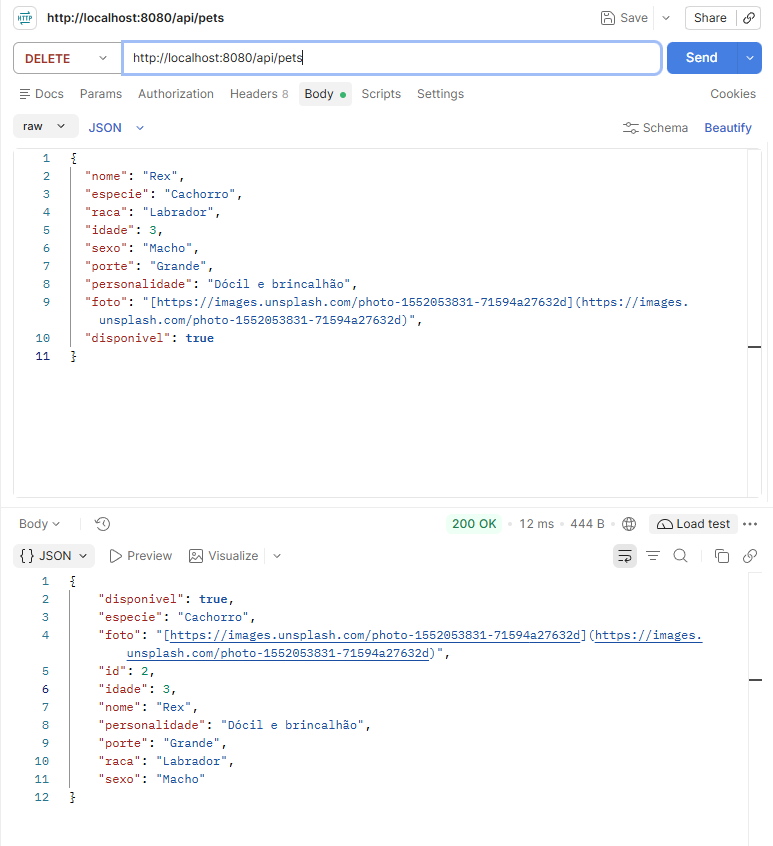 HTTP http://localhost:8080/api/pets Save Share
DELETE http://localhost:8080/api/pets Send
Docs Params Authorization Headers 8 Body Scripts Settings Cookies
raw JSON Schema Beautify
1 {
2 "nome": "Rex",
3 "especie": "Cachorro",
4 "raca": "Labrador",
5 "idade": 3,
6 "sexo": "Macho",
7 "porte": "Grande",
8 "personalidade": "Dócil e brincalhão",
9 "foto": "[https://images.unsplash.com/photo-1552053831-71594a27632d](https://images.
unsplash.com/photo-1552053831-71594a27632d)",
10 "disponivel": true
11 }
Body 200 OK • 12 ms • 444 B Load test
{} JSON Preview Visualize
1 {
2 "disponivel": true,
3 "especie": "Cachorro",
4 "foto": "[https://images.unsplash.com/photo-1552053831-71594a27632d](https://images.
unsplash.com/photo-1552053831-71594a27632d)",
5 "id": 2,
6 "idade": 3,
7 "nome": "Rex",
8 "personalidade": "Dócil e brincalhão",
9 "porte": "Grande",
10 "raca": "Labrador",
11 "sexo": "Macho"
12 }